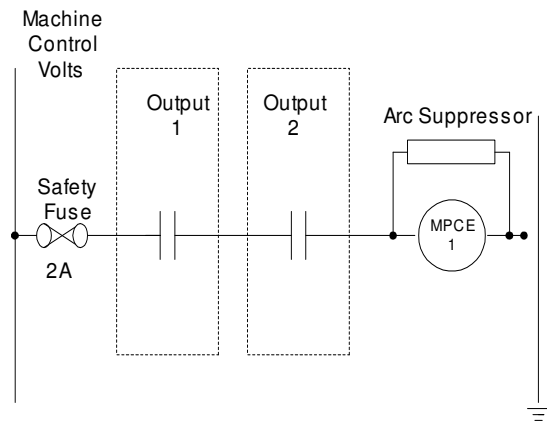 Machine
Control
Volts
Output
1
Output
2
Arc Suppressor
Safety
Fuse
2A
MPCE
1